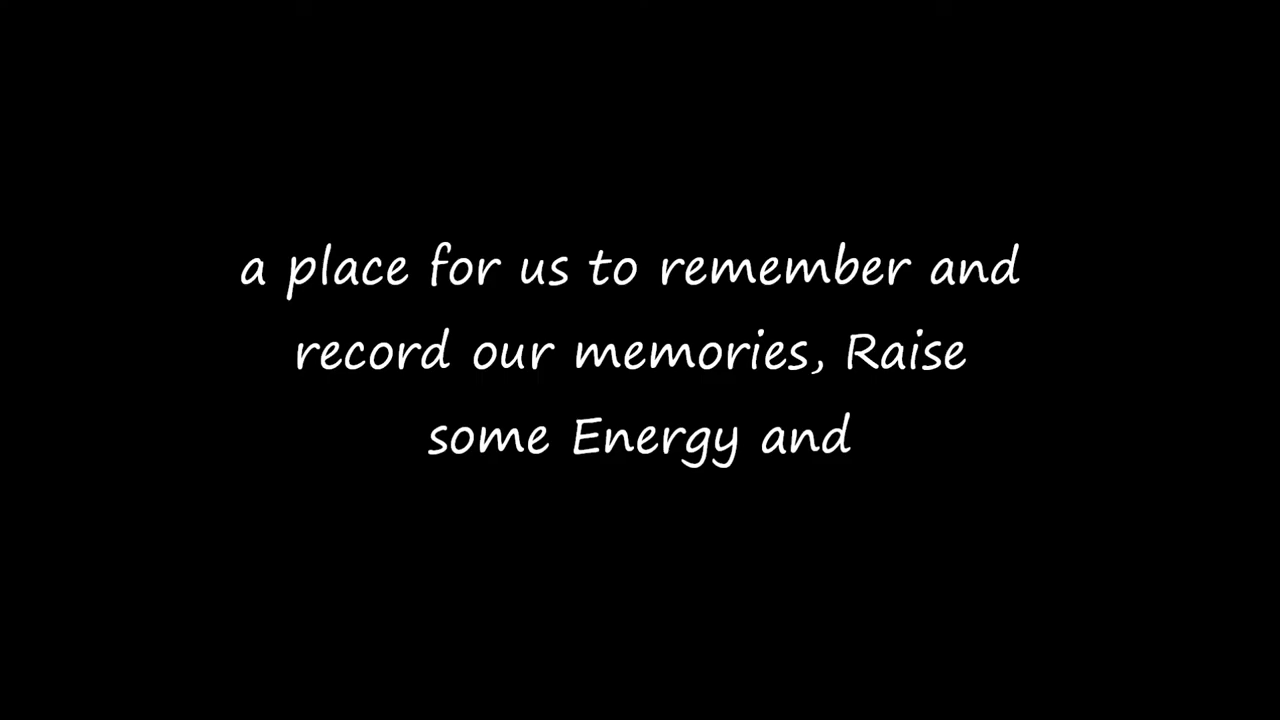 a place for us to remember and
record our memories, Raise
some Energy and